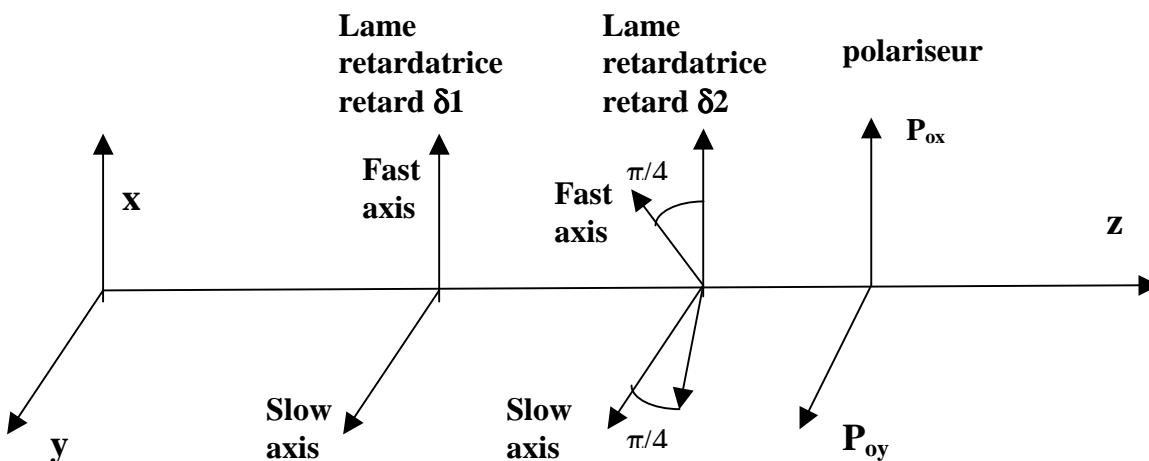 Lame
retardatrice
retard δ1
Lame
retardatrice
retard δ2
polariseur
Pox
x
Fast
axis
π/4
Fast
axis
z
y
Slow
axis
Slow
axis
π/4
Poy